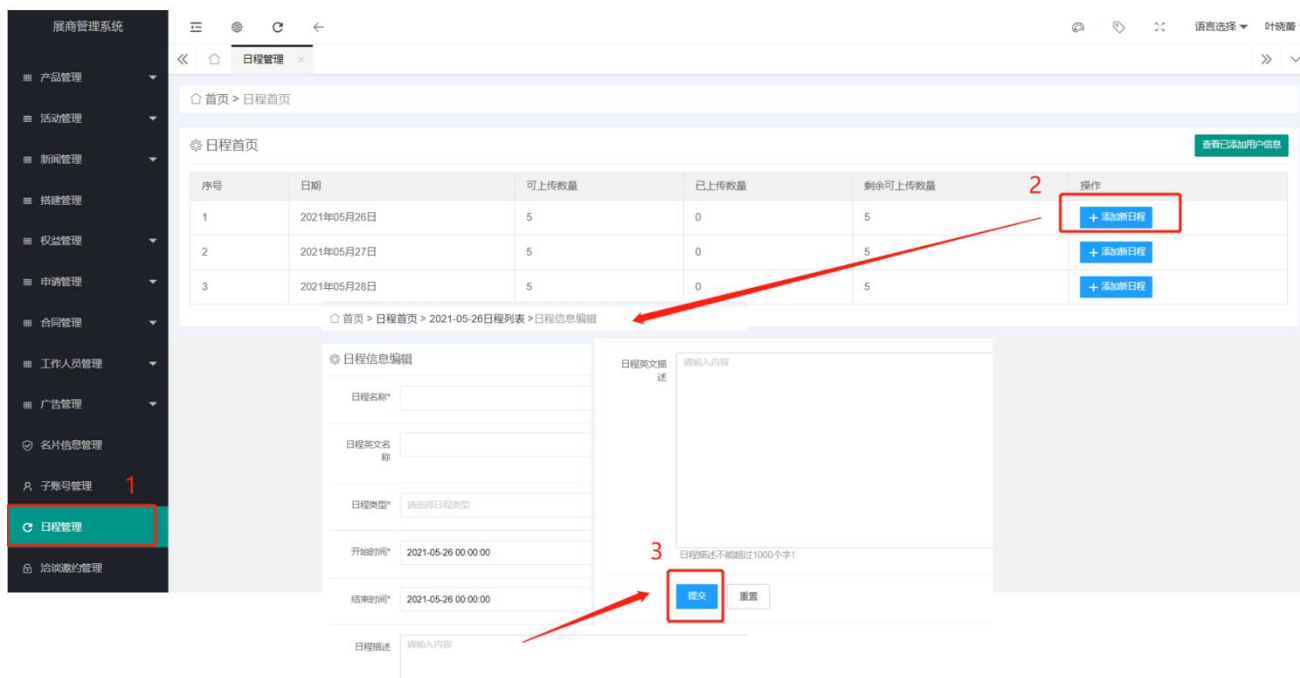 展商管理系统
语言选择
叶晓蕾
日程管理
产品管理
活动管理
新闻管理
搭建管理
权益管理
申请管理
合同管理
工作人员管理
广告管理
名片信息管理
子账号管理
1
日程管理
洽谈邀约管理
首页 > 日程首页
日程首页
查看已添加用户信息
序号 日期 可上传数量 已上传数量 剩余可上传数量 2 操作
1 2021年05月26日 5 0 5 + 添加新日程
2 2021年05月27日 5 0 5 + 添加新日程
3 2021年05月28日 5 0 5 + 添加新日程
首页 > 日程首页 > 2021-05-26日程列表 >日程信息编辑
日程信息编辑
日程名称*
日程英文名
称
日程类型* 请选择日程类型
开始时间* 2021-05-26 00:00:00
结束时间* 2021-05-26 00:00:00
日程描述 请输入内容
日程英文描
述
请输入内容
3
日程描述不能超过1000个字!
提交 重置